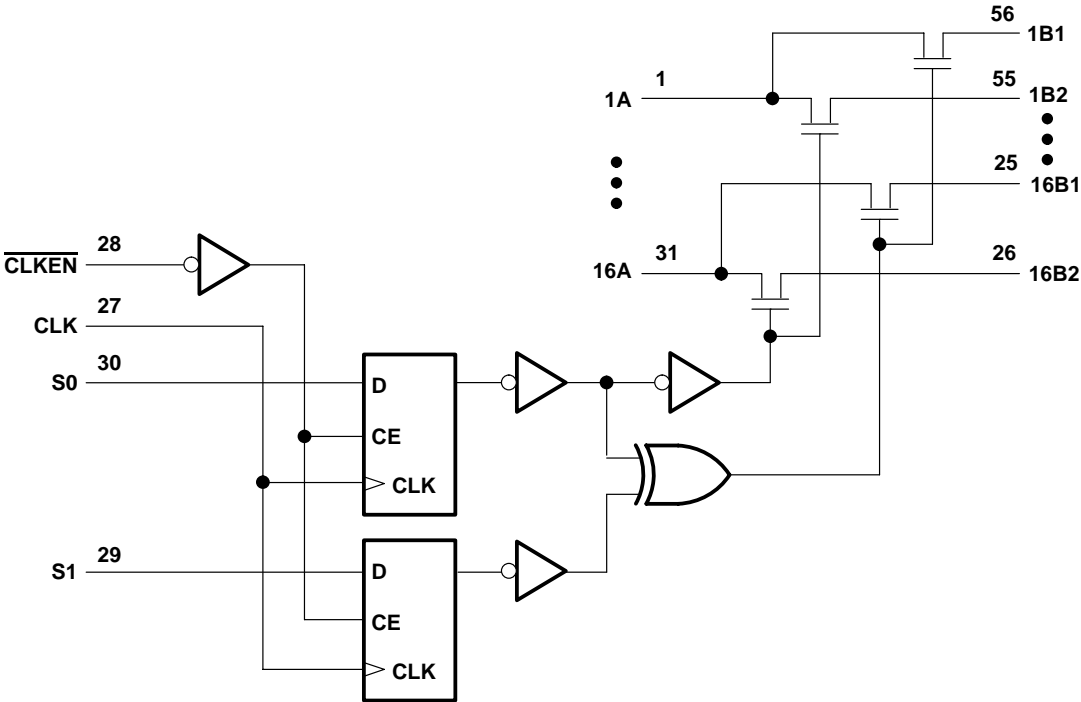 56
1B1
1
1A
55
1B2
25
16B1
28
C̅L̅K̅E̅N̅
31
16A
26
16B2
27
CLK
30
S0
D
CE
CLK
29
S1
D
CE
CLK